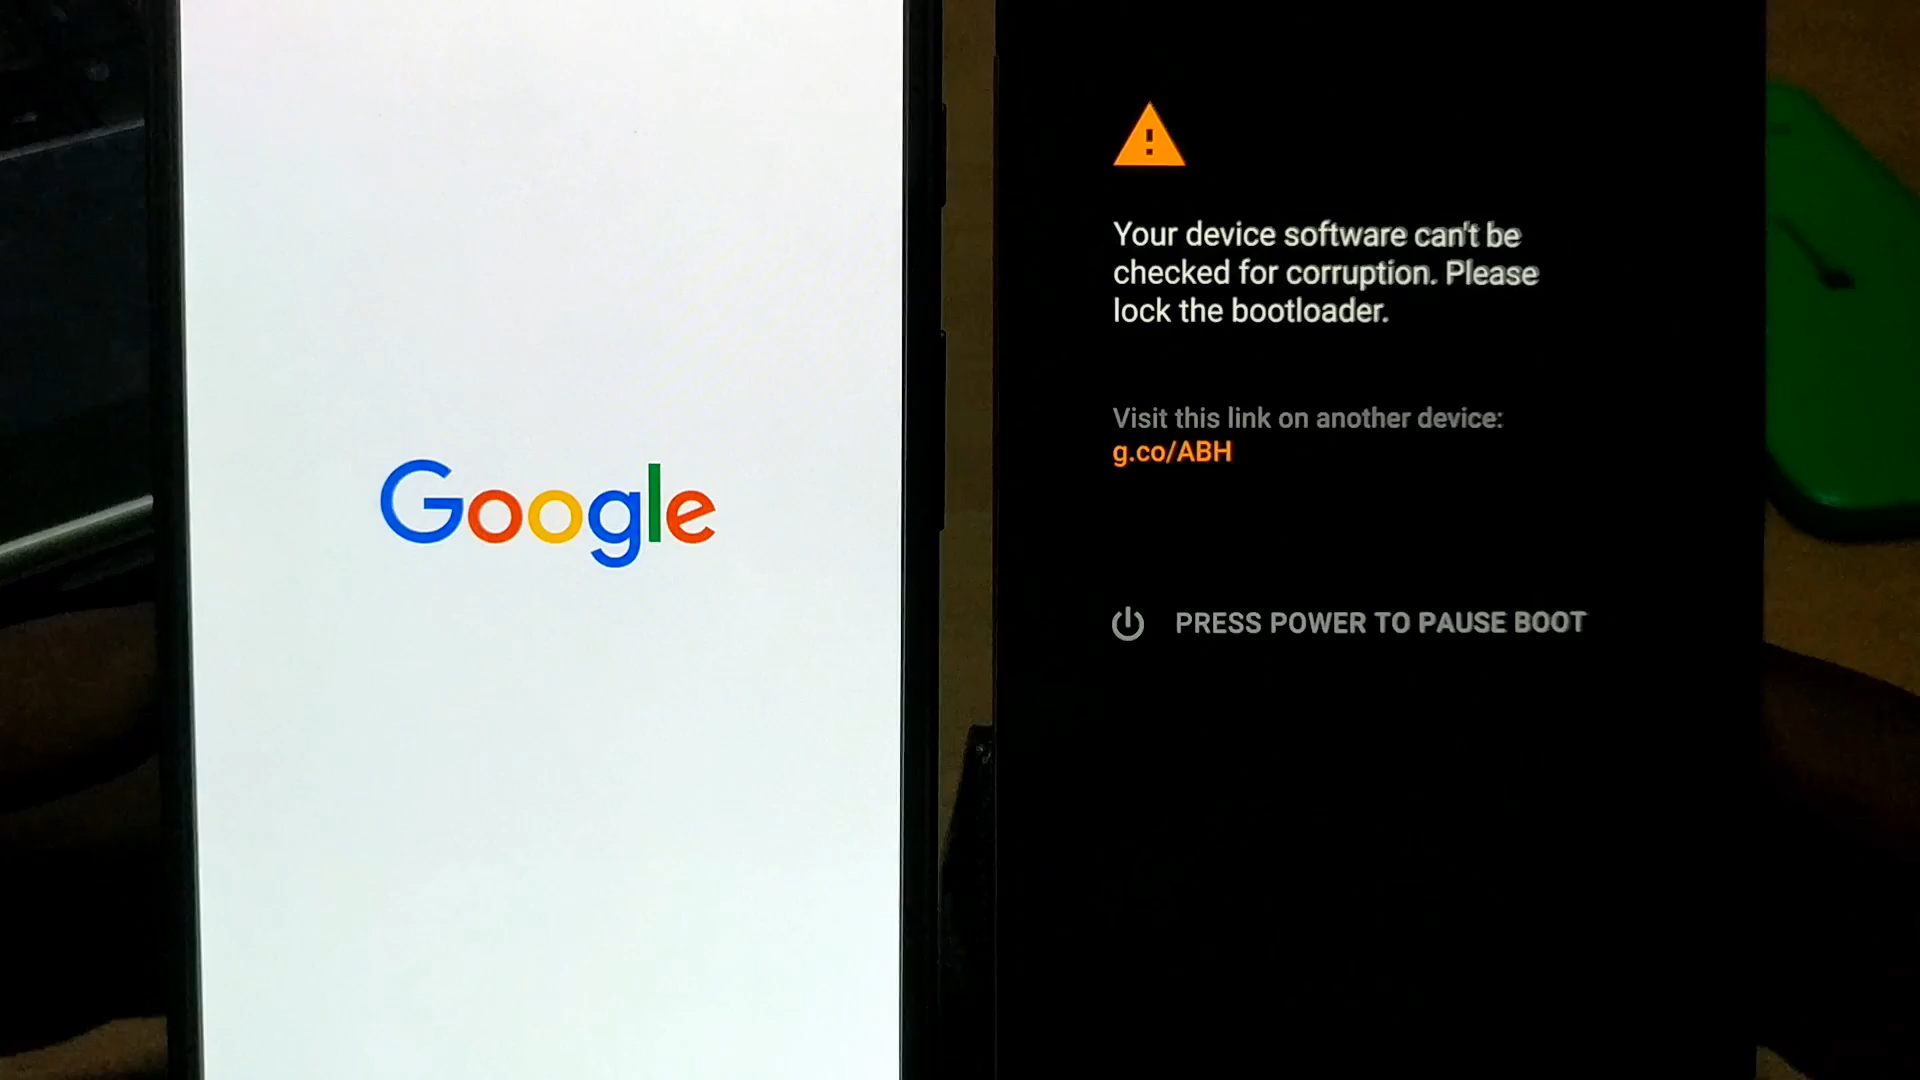 Google
Your device software can't be
checked for corruption. Please
lock the bootloader.
Visit this link on another device:
g.co/ABH
PRESS POWER TO PAUSE BOOT